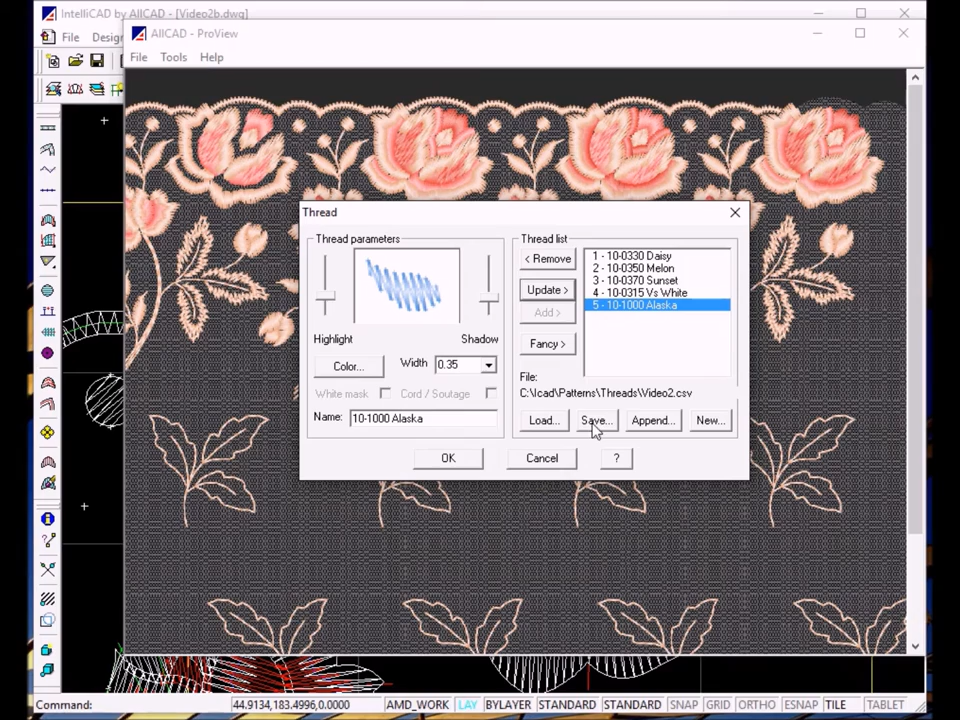 IntelliCAD by AllCAD - [Video2b.dwg]
File Design
AllCAD - ProView
File Tools Help
Thread
Thread parameters
Thread list
< Remove
Update >
Add >
Fancy >
1 - 10-0330 Daisy
2 - 10-0350 Melon
3 - 10-0370 Sunset
4 - 10-0315 Vs White
5 - 10-1000 Alaska
Highlight
Shadow
Color...
Width 0.35
White mask
Cord / Soutage
Name: 10-1000 Alaska
File:
C:\Icad\Patterns\Threads\Video2.csv
Load... Save... Append... New...
OK Cancel ?
Command: 44.9134,183.4996,0.0000 AMD_WORK LAY BYLAYER STANDARD STANDARD SNAP GRID ORTHO ESNAP TILE TABLET